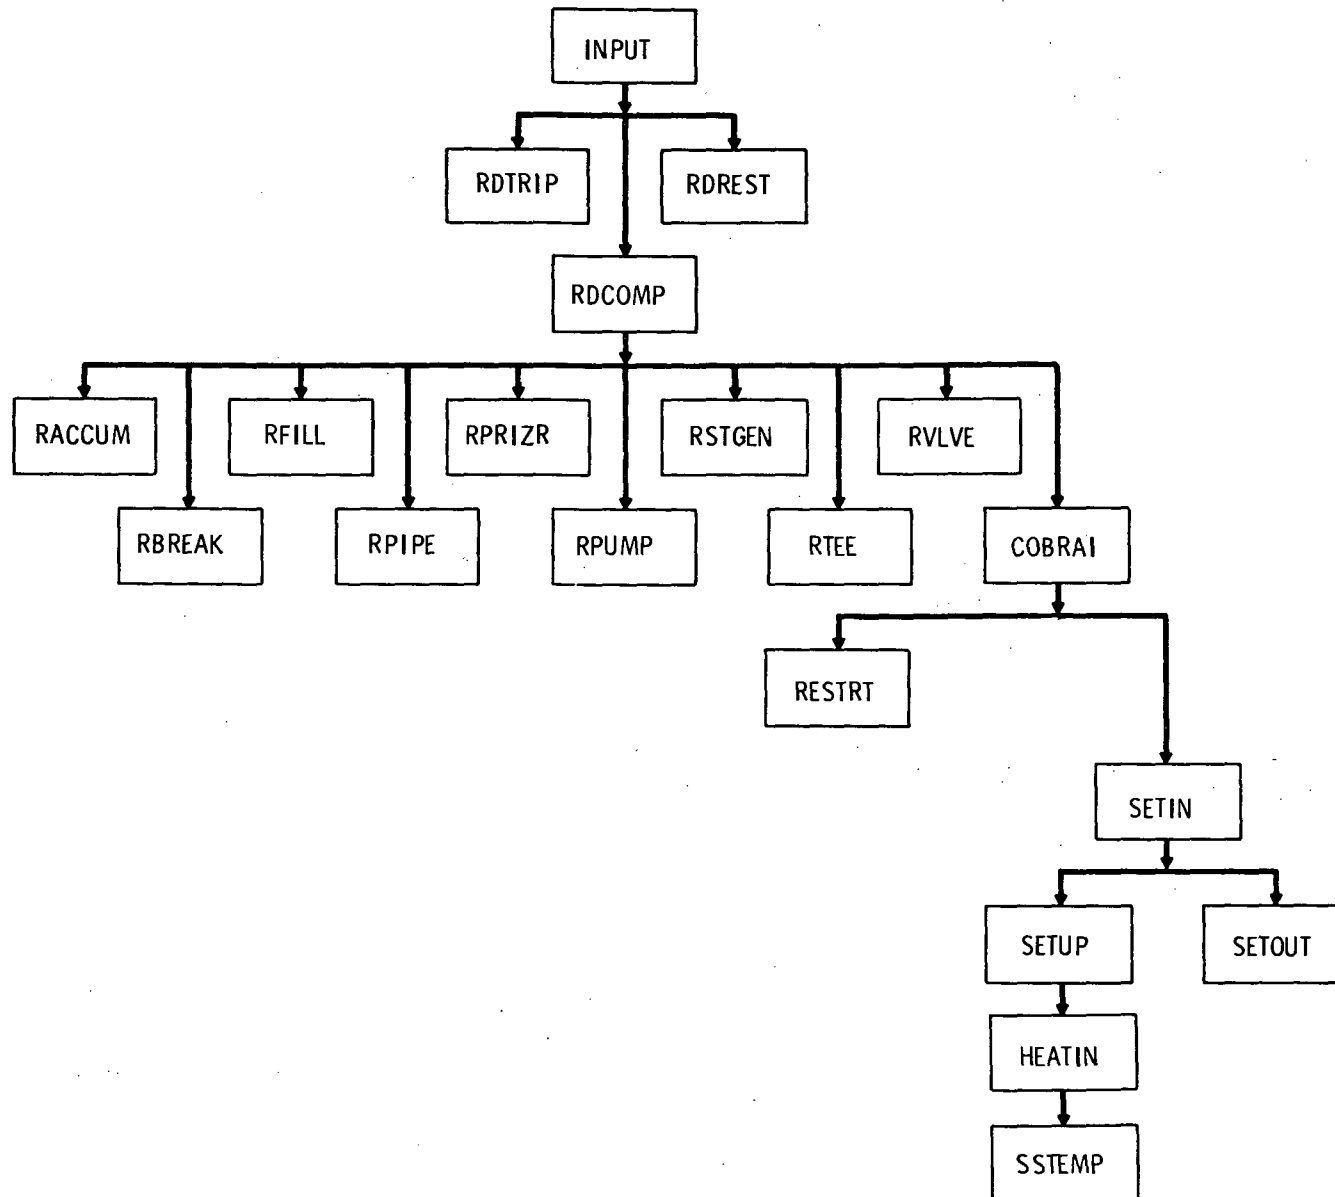 INPUT
RDTRIP
RDREST
RDCOMP
RACCUM
RFILL
RPRIZR
RSTGEN
RVLVE
RBREAK
RPIPE
RPUMP
RTEE
COBRAI
RESTRT
SETIN
SETUP
SETOUT
HEATIN
SSTEMP